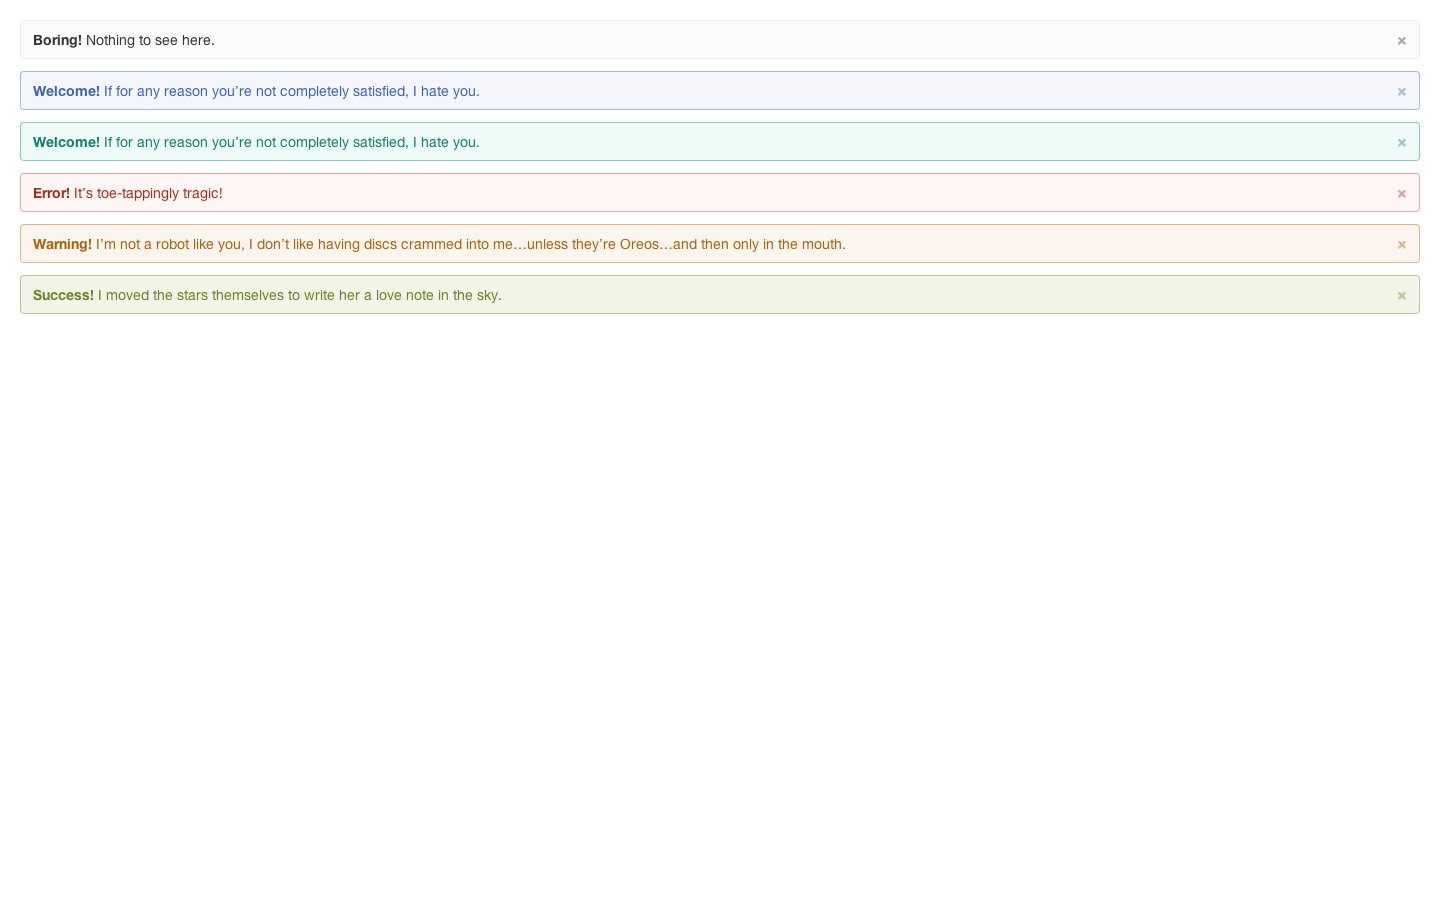 Boring! Nothing to see here. ×
Welcome! If for any reason you’re not completely satisfied, I hate you. ×
Welcome! If for any reason you’re not completely satisfied, I hate you. ×
Error! It’s toe-tappingly tragic! ×
Warning! I’m not a robot like you, I don’t like having discs crammed into me…unless they’re Oreos…and then only in the mouth. ×
Success! I moved the stars themselves to write her a love note in the sky. ×